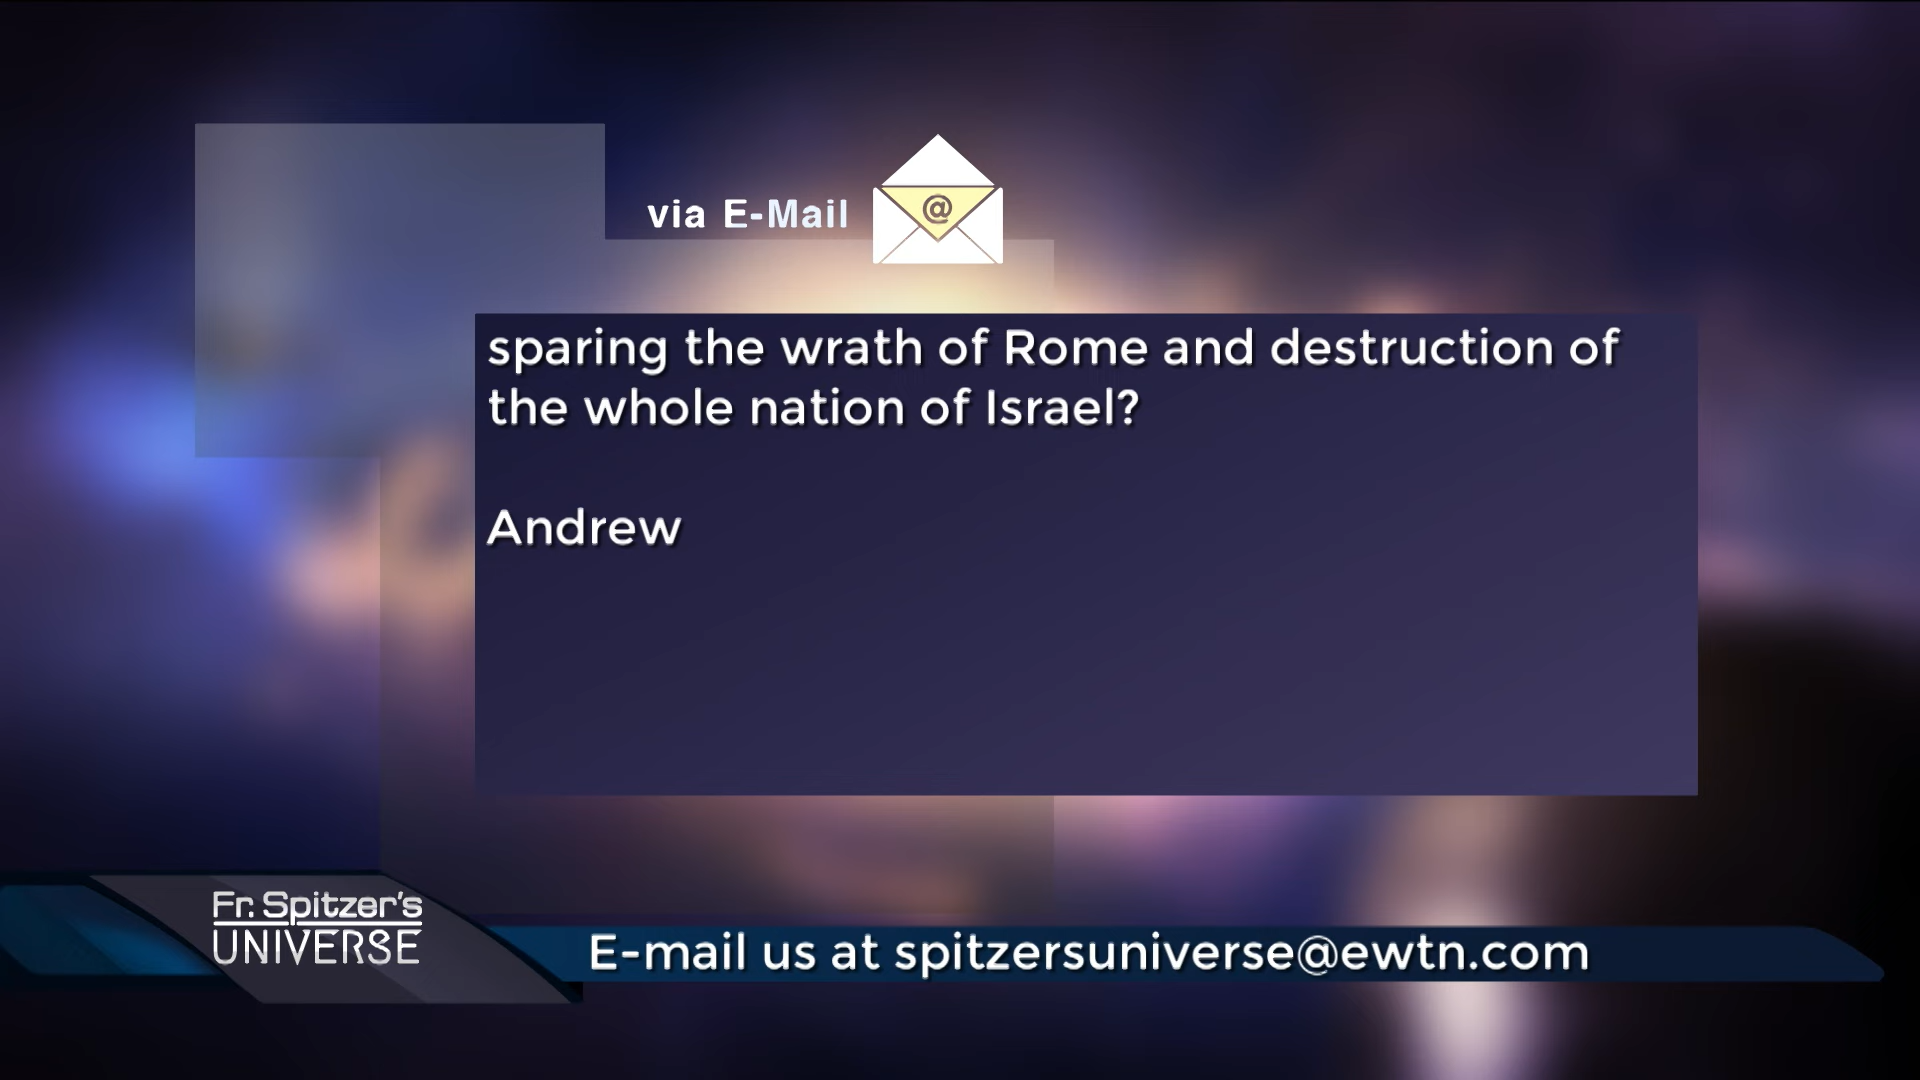 via E-Mail
@
sparing the wrath of Rome and destruction of
the whole nation of Israel?
Andrew
Fr. Spitzer's
UNIVERSE
E-mail us at spitzersuniverse@ewtn.com